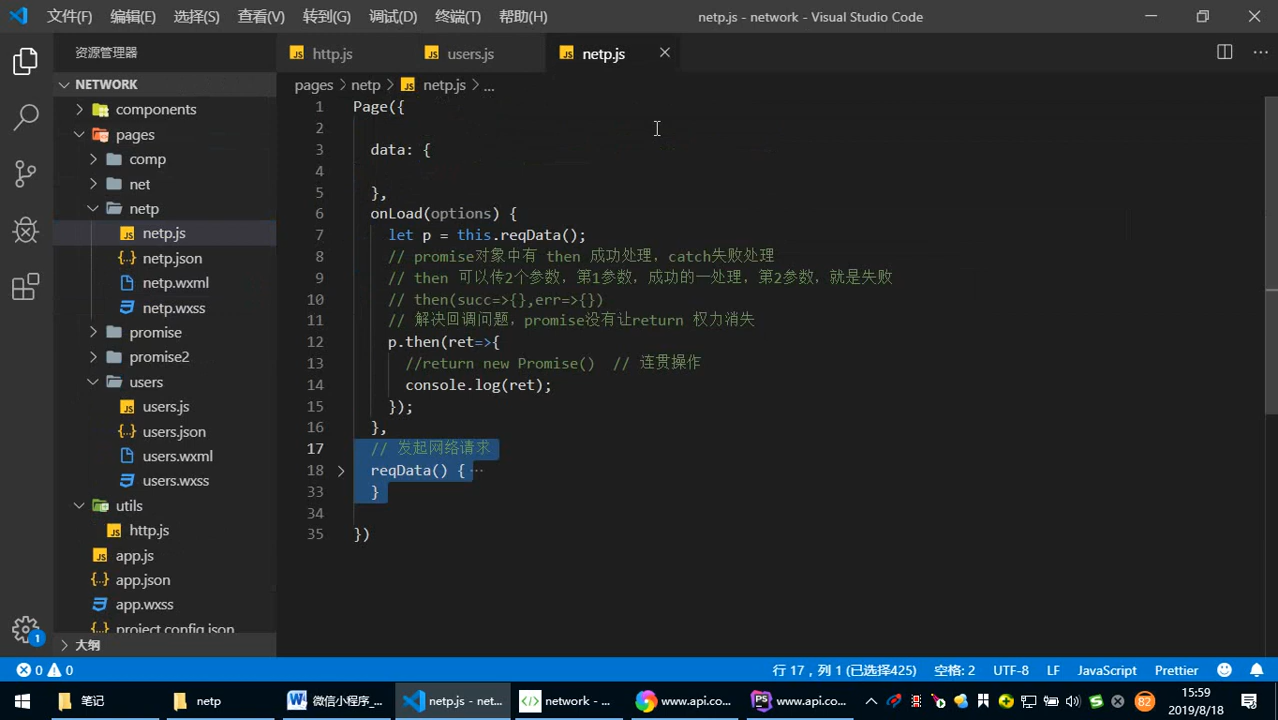 文件(F) 编辑(E) 选择(S) 查看(V) 转到(G) 调试(D) 终端(T) 帮助(H) netp.js - network - Visual Studio Code
资源管理器
NETWORK
components
pages
comp
net
netp
netp.js
netp.json
netp.wxml
netp.wxss
promise
promise2
users
users.js
users.json
users.wxml
users.wxss
utils
http.js
app.js
app.json
app.wxss
project.config.json
大纲
http.js users.js netp.js
pages > netp > netp.js > ...
1 Page({
2
3 data: {
4
5 },
6 onLoad(options) {
7 let p = this.reqData();
8 // promise对象中有 then 成功处理，catch失败处理
9 // then 可以传2个参数，第1参数，成功的一处理，第2参数，就是失败
10 // then(succ=>{},err=>{})
11 // 解决回调问题，promise没有让return 权力消失
12 p.then(ret=>{
13 //return new Promise() // 连贯操作
14 console.log(ret);
15 });
16 },
17 // 发起网络请求
18 reqData() { ...
33 }
34
35 })
1
0 0 行 17，列 1 (已选择425) 空格: 2 UTF-8 LF JavaScript Prettier
笔记 netp 微信小程序_... netp.js - net... network - ... www.api.co... www.api.co... 82 15:59
2019/8/18